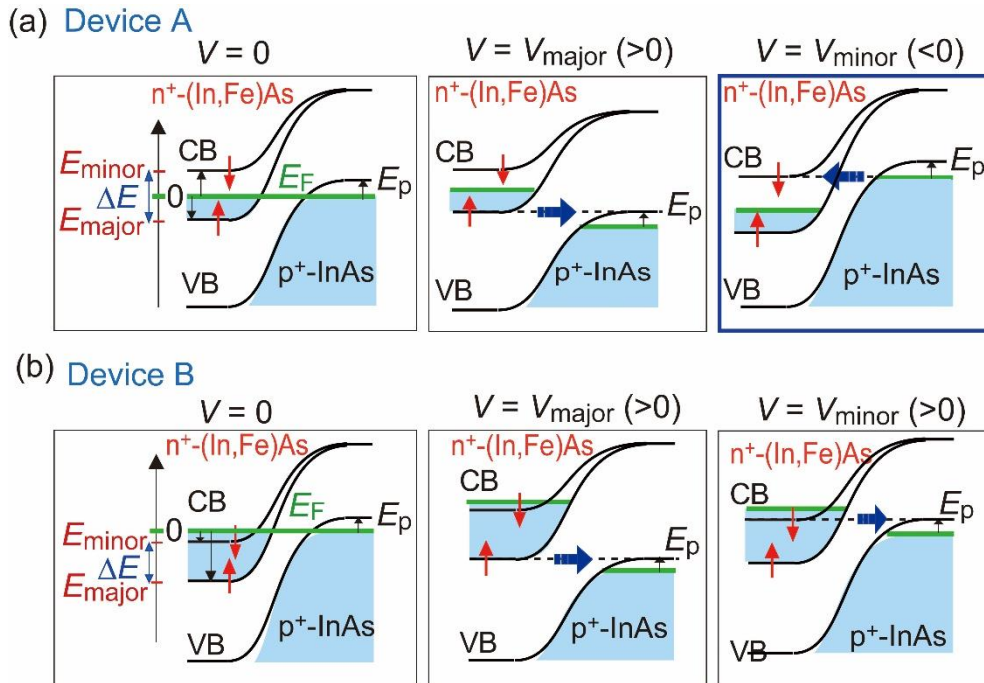 (a) Device A
V = 0
V = Vmajor (>0)
V = Vminor (<0)
n+-(In,Fe)As
CB
Eminor
0
ΔE
Emajor
EF
Ep
VB
p+-InAs
n+-(In,Fe)As
CB
Ep
VB
p+-InAs
n+-(In,Fe)As
CB
Ep
VB
p+-InAs
(b) Device B
V = 0
V = Vmajor (>0)
V = Vminor (>0)
n+-(In,Fe)As
CB
0
EF
Ep
Eminor
ΔE
Emajor
VB
p+-InAs
n+-(In,Fe)As
CB
Ep
VB
p+-InAs
n+-(In,Fe)As
CB
Ep
VB
p+-InAs